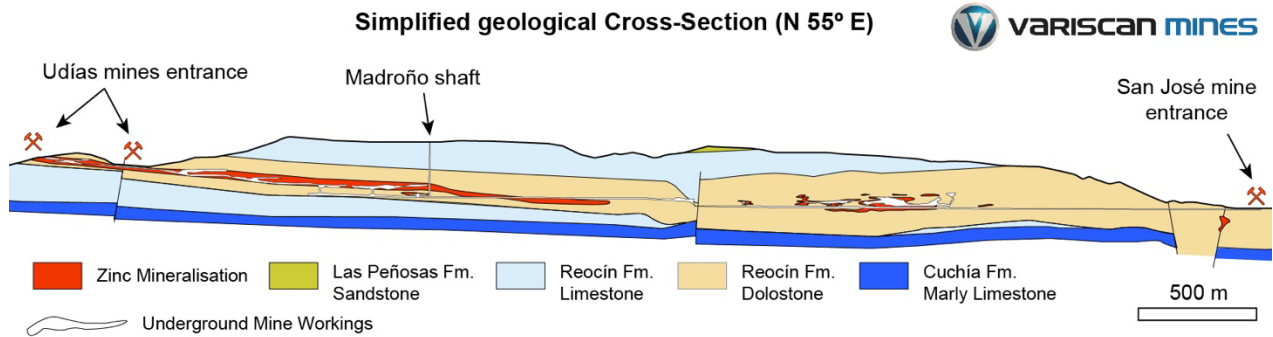 Simplified geological Cross-Section (N 55º E)
VARISCAN MINES
Udías mines entrance
Madroño shaft
San José mine
entrance
Zinc Mineralisation
Las Peñosas Fm.
Sandstone
Reocín Fm.
Limestone
Reocín Fm.
Dolostone
Cuchía Fm.
Marly Limestone
500 m
Underground Mine Workings